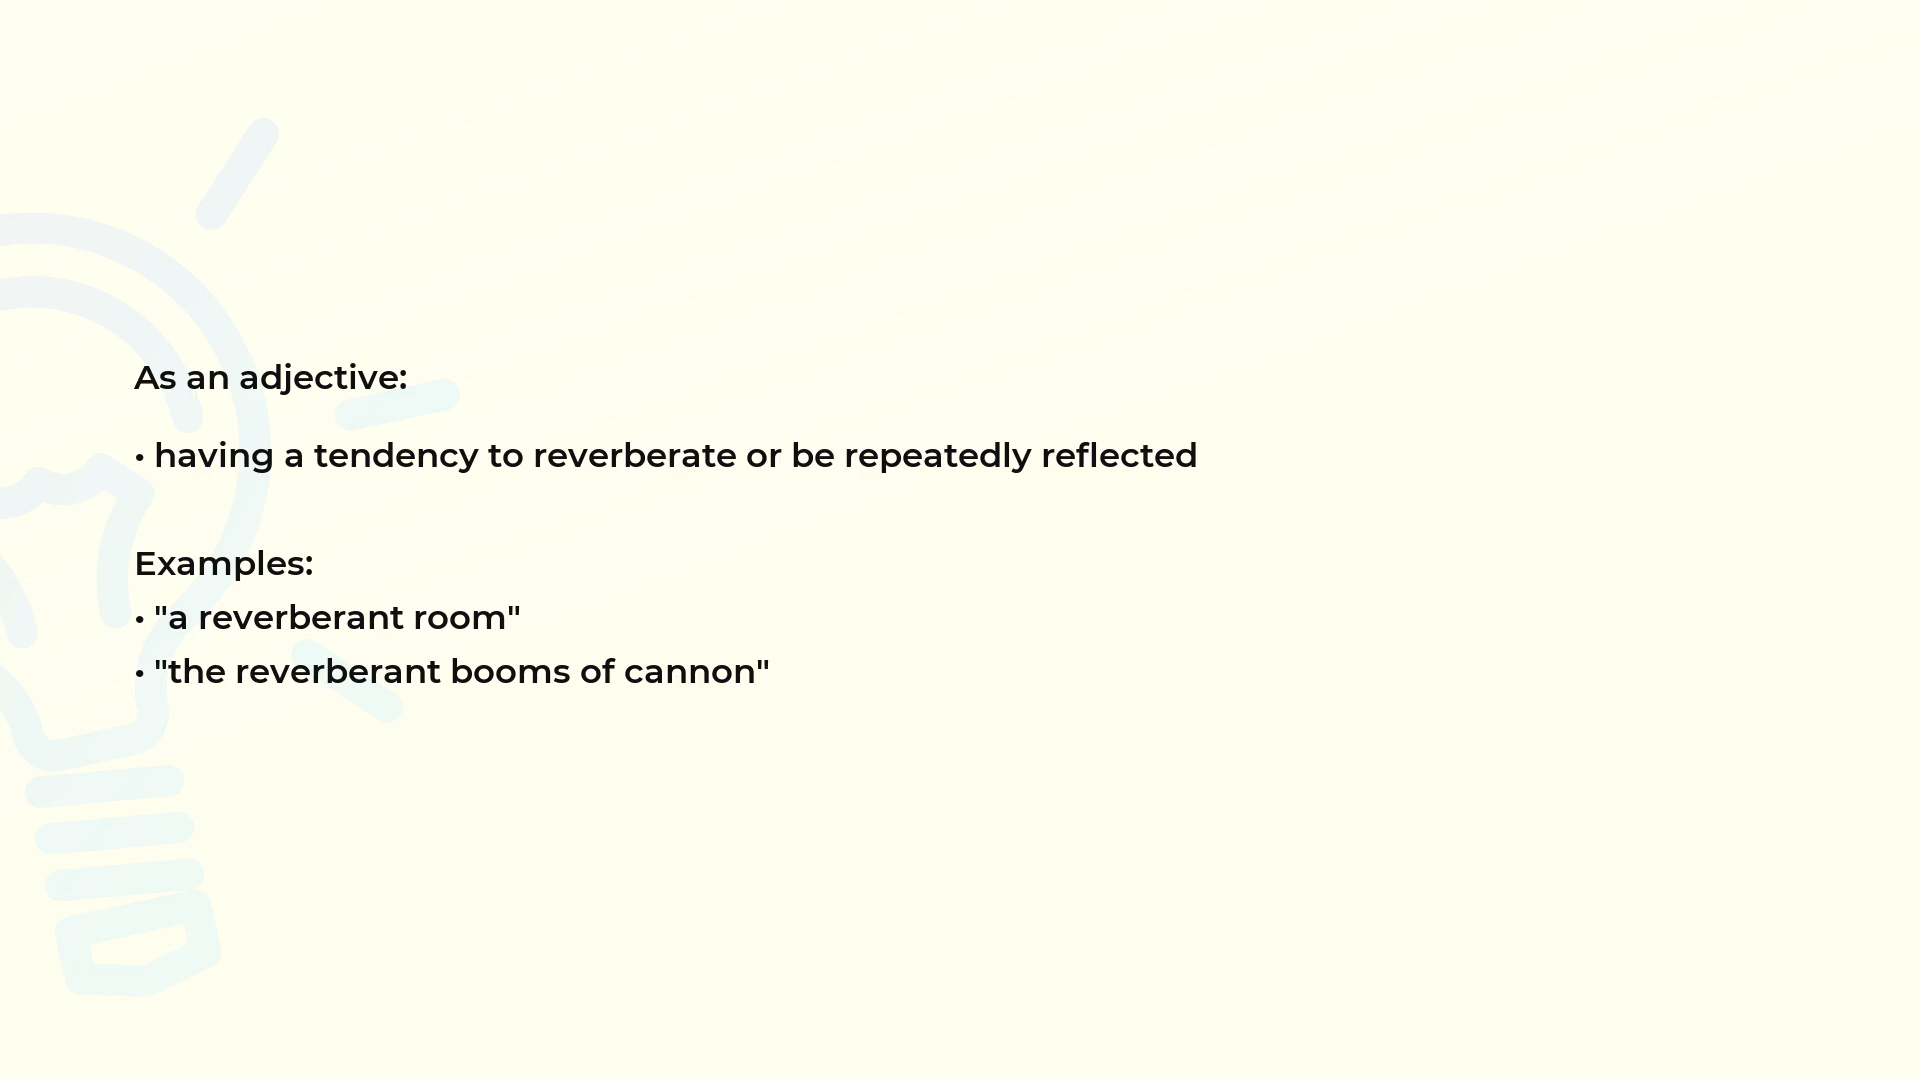 As an adjective:
• having a tendency to reverberate or be repeatedly reflected
Examples:
• "a reverberant room"
• "the reverberant booms of cannon"